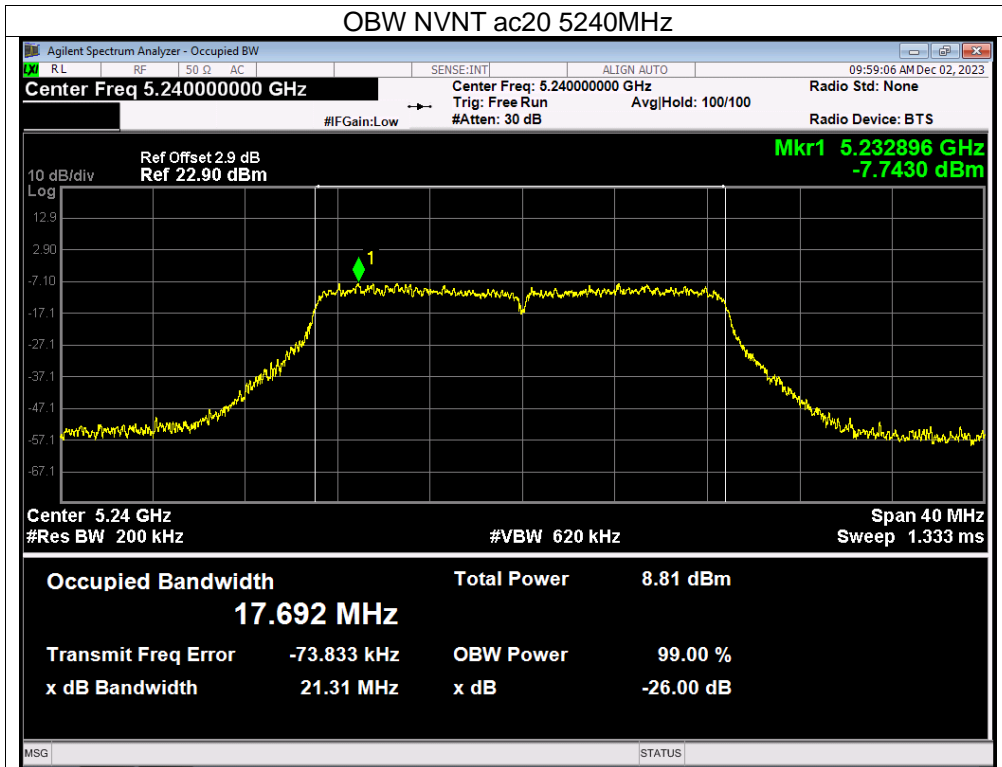 OBW NVNT ac20 5240MHz
Agilent Spectrum Analyzer - Occupied BW
LXI RL RF 50 Ω AC SENSE:INT ALIGN AUTO 09:59:06 AM Dec 02, 2023
Center Freq 5.240000000 GHz Center Freq: 5.240000000 GHz Radio Std: None
Trig: Free Run Avg|Hold: 100/100
#IFGain:Low #Atten: 30 dB Radio Device: BTS
Ref Offset 2.9 dB Mkr1 5.232896 GHz
10 dB/div Ref 22.90 dBm -7.7430 dBm
Log
12.9
2.90
1
-7.10
-17.1
-27.1
-37.1
-47.1
-57.1
-67.1
Center 5.24 GHz Span 40 MHz
#Res BW 200 kHz #VBW 620 kHz Sweep 1.333 ms
Occupied Bandwidth Total Power 8.81 dBm
17.692 MHz
Transmit Freq Error -73.833 kHz OBW Power 99.00 %
x dB Bandwidth 21.31 MHz x dB -26.00 dB
MSG STATUS